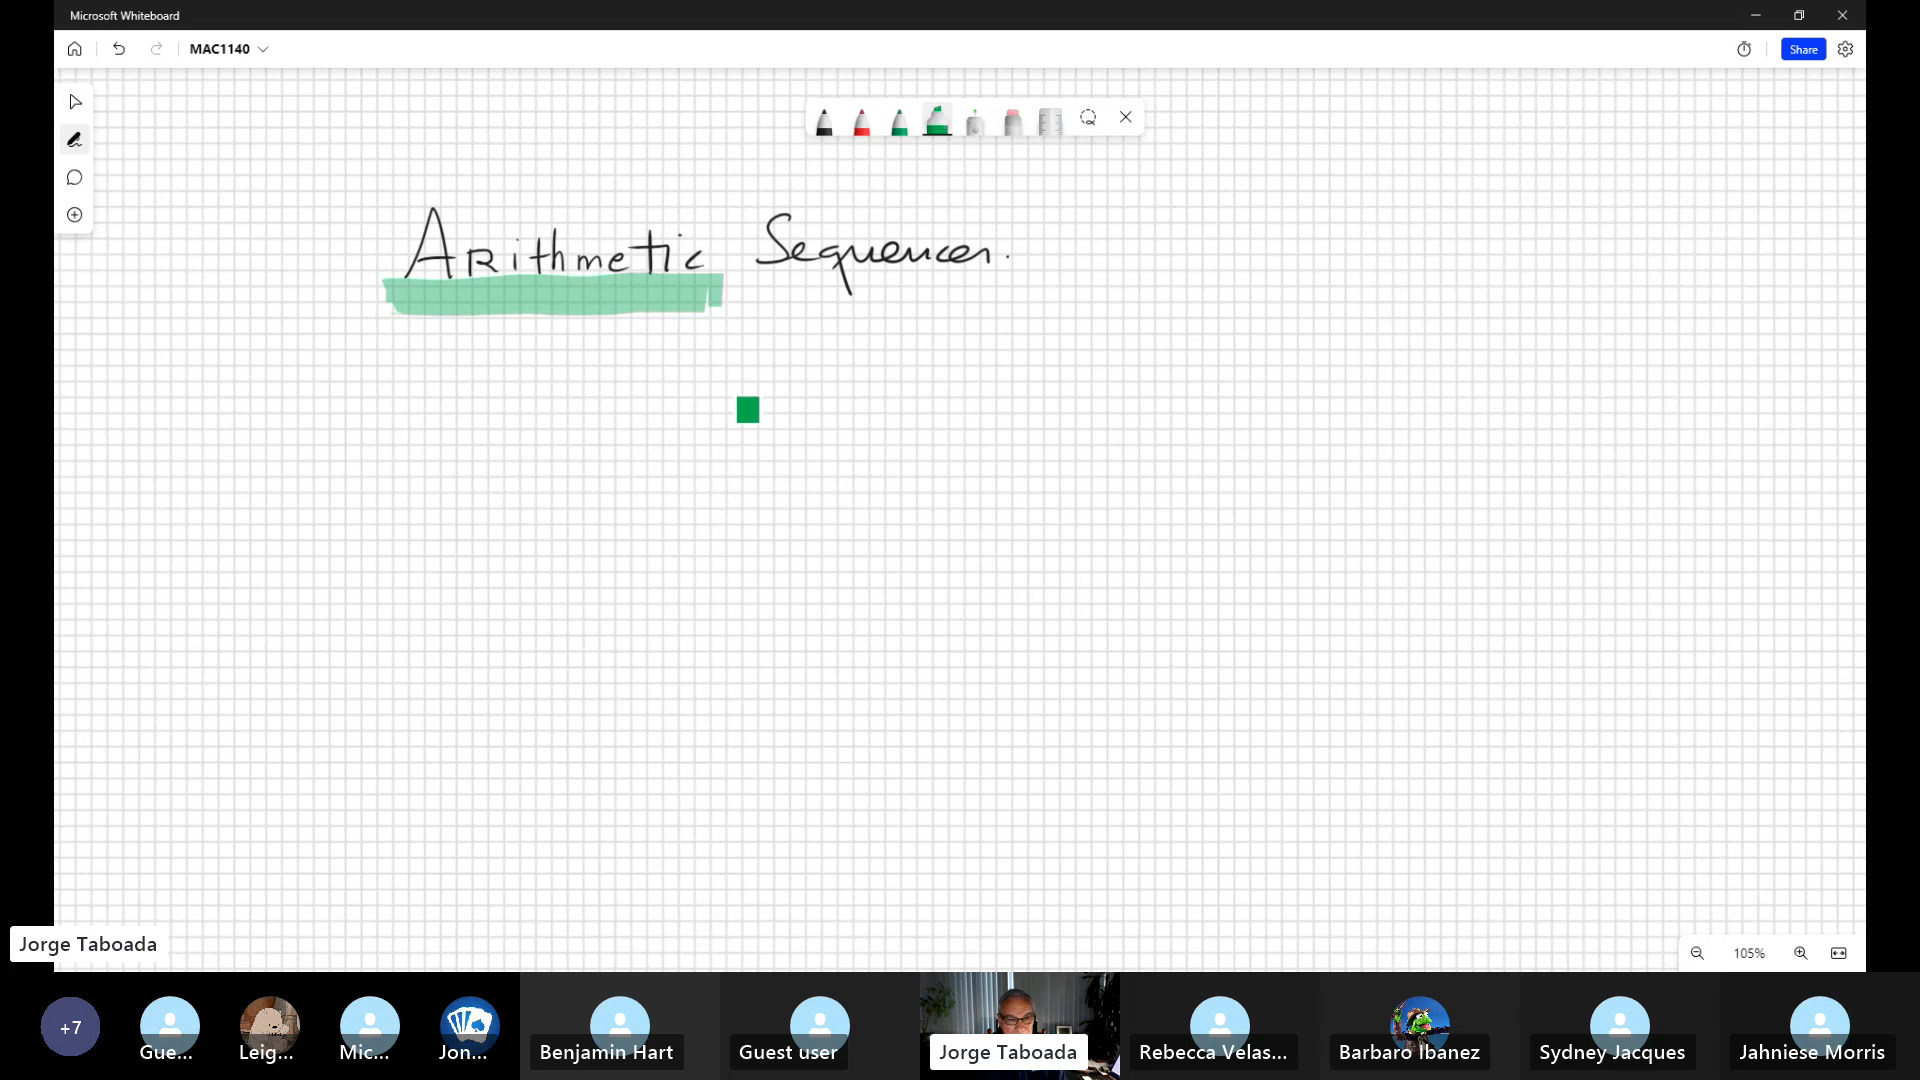 Microsoft Whiteboard
MAC1140
Share
Arithmetic Sequences.
Jorge Taboada
105%
+7
Gue...
Leig...
Mic...
Jon...
Benjamin Hart
Guest user
Jorge Taboada
Rebecca Velas...
Barbaro Ibanez
Sydney Jacques
Jahniese Morris